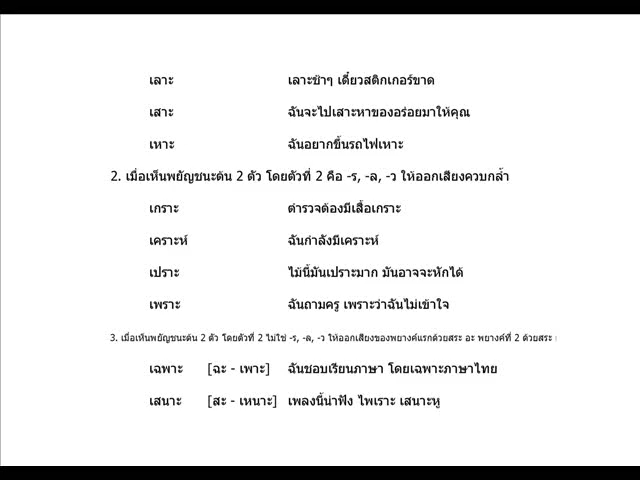 เลาะ เลาะช้าๆ เดี๋ยวสติกเกอร์ขาด
เสาะ ฉันจะไปเสาะหาของอร่อยมาให้คุณ
เหาะ ฉันอยากขึ้นรถไฟเหาะ
2. เมื่อเห็นพยัญชนะต้น 2 ตัว โดยตัวที่ 2 คือ -ร, -ล, -ว ให้ออกเสียงควบกล้ำ
เกราะ ตำรวจต้องมีเสื้อเกราะ
เคราะห์ ฉันกำลังมีเคราะห์
เปราะ ไม้นี้มันเปราะมาก มันอาจจะหักได้
เพราะ ฉันถามครู เพราะว่าฉันไม่เข้าใจ
3. เมื่อเห็นพยัญชนะต้น 2 ตัว โดยตัวที่ 2 ไม่ใช่ -ร, -ล, -ว ให้ออกเสียงของพยางค์แรกด้วยสระ อะ พยางค์ที่ 2 ด้วยสระ
เฉพาะ [ฉะ - เพาะ] ฉันชอบเรียนภาษา โดยเฉพาะภาษาไทย
เสนาะ [สะ - เหนาะ] เพลงนี้น่าฟัง ไพเราะ เสนาะหู